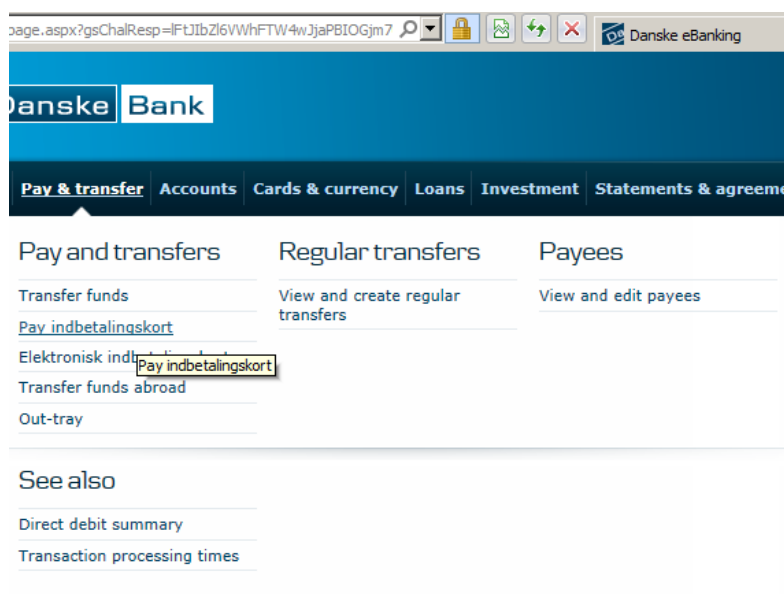 page.aspx?gsChalResp=lFtJIbZl6VWhFTW4wJjaPBIOGjm7
Danske eBanking
Danske Bank
Pay & transfer Accounts Cards & currency Loans Investment Statements & agreeme
Pay and transfers
Transfer funds
Pay indbetalingskort
Elektronisk
Pay indbetalingskort
Transfer funds abroad
Out-tray
Regular transfers
View and create regular
transfers
Payees
View and edit payees
See also
Direct debit summary
Transaction processing times